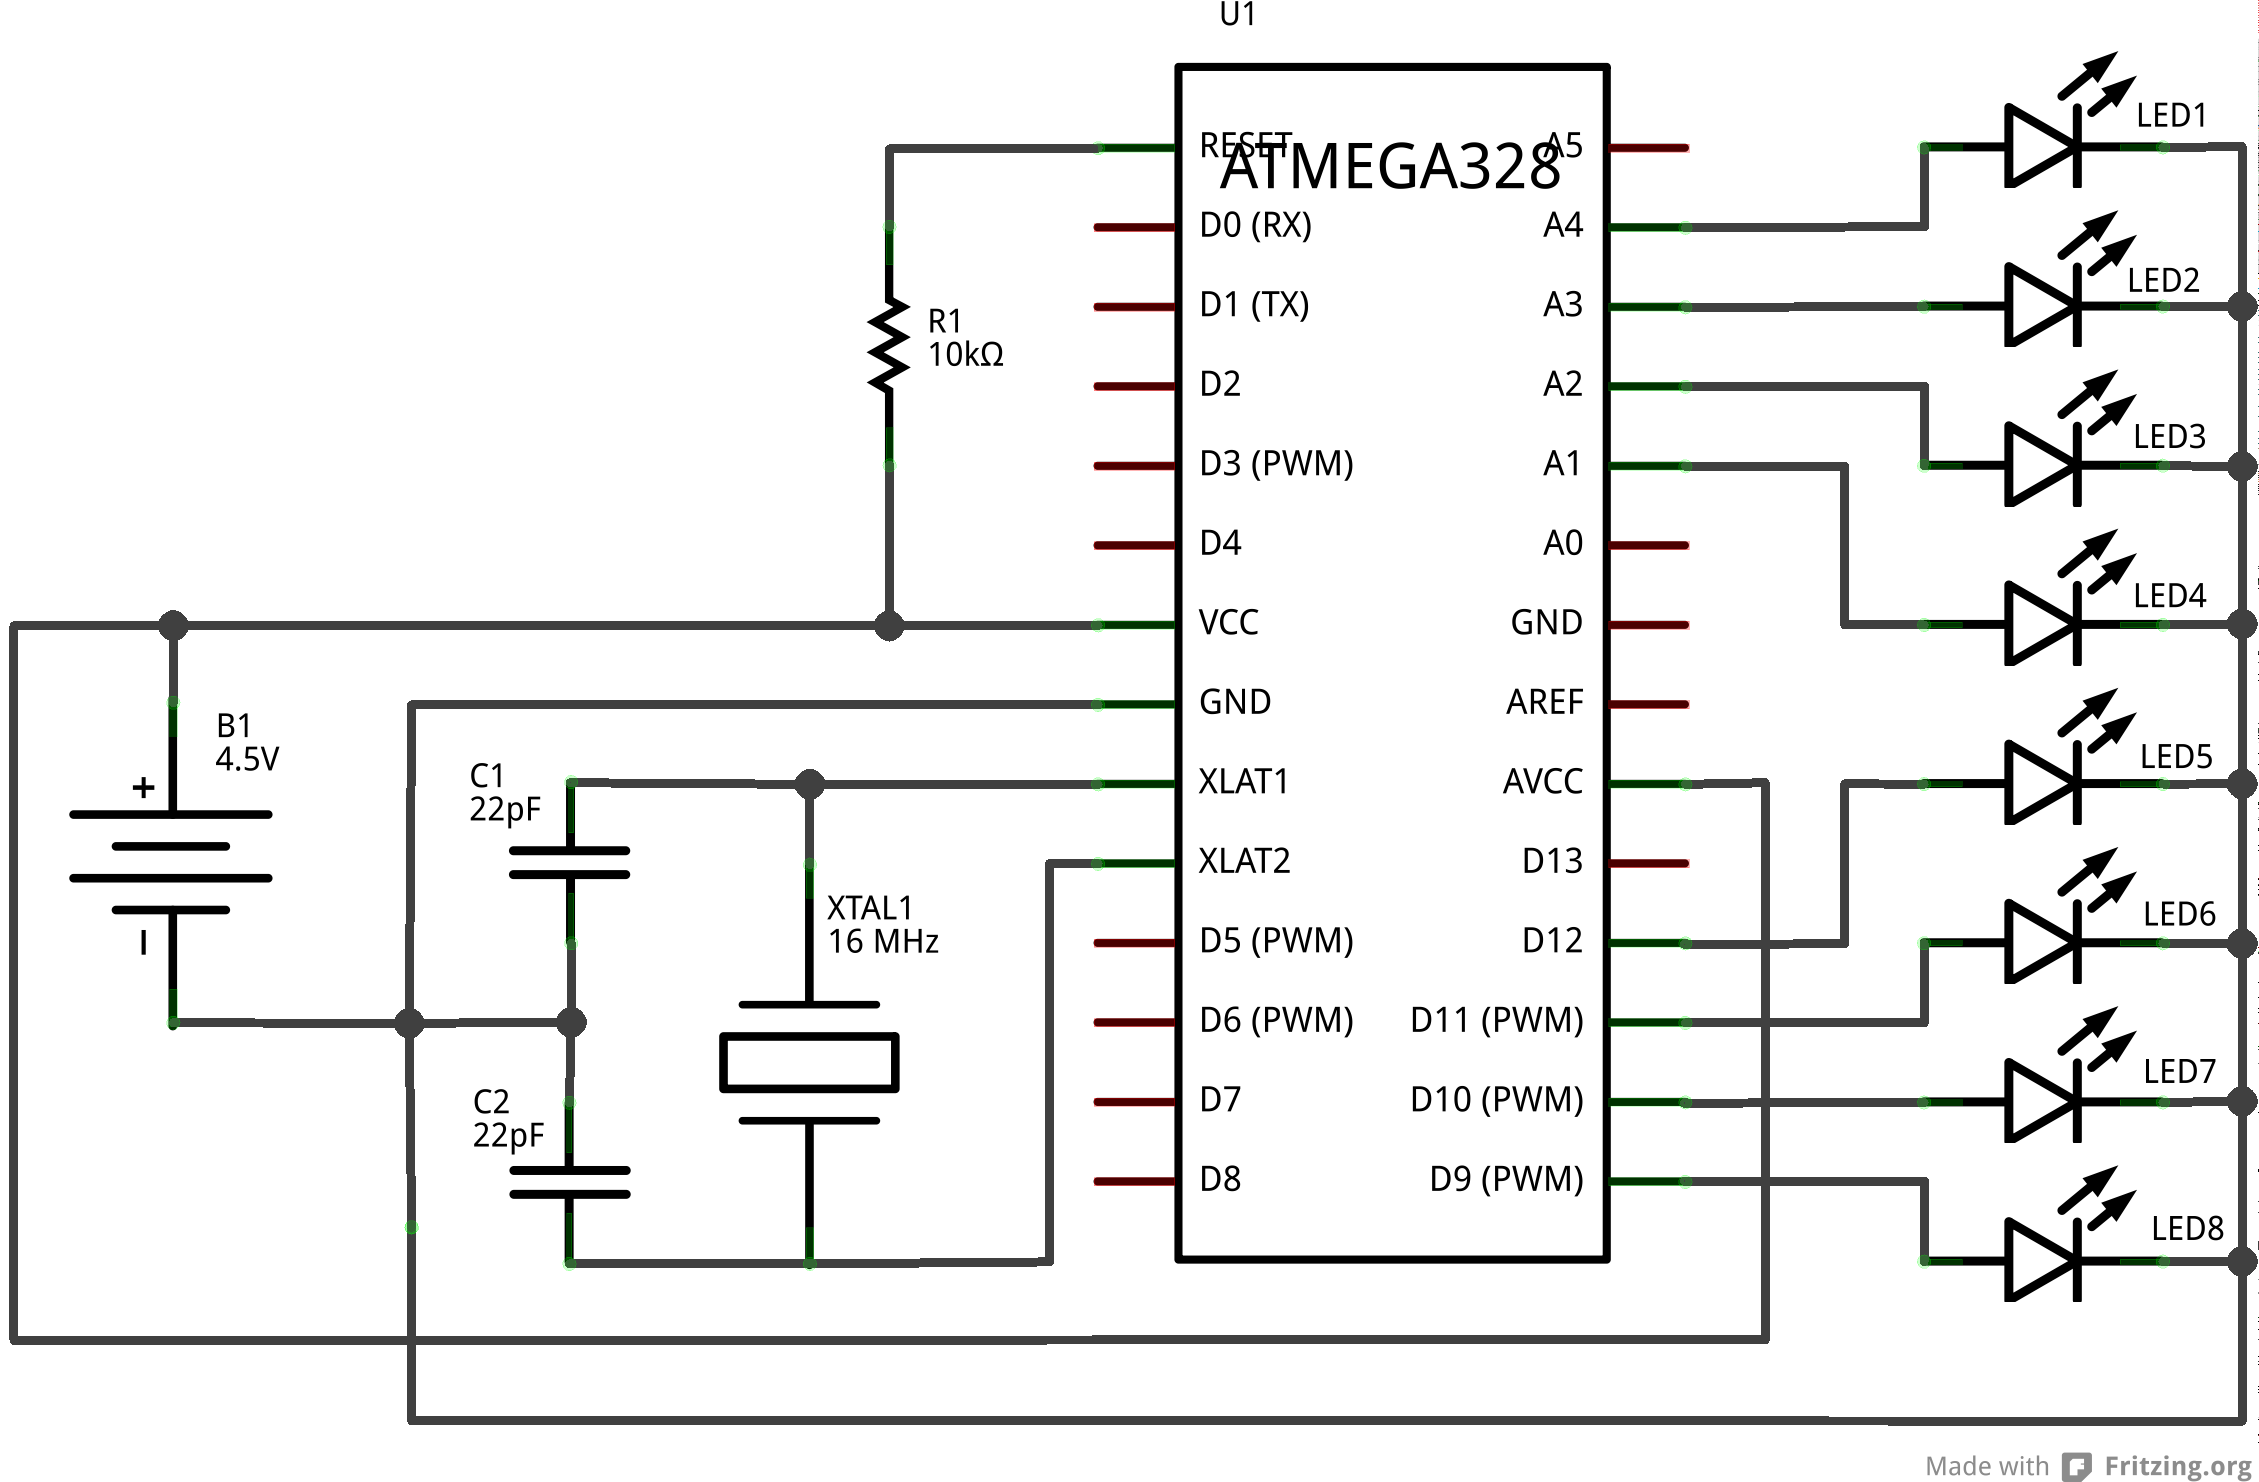 U1
ATMEGA328
RESET
D0 (RX)
D1 (TX)
D2
D3 (PWM)
D4
VCC
GND
XLAT1
XLAT2
D5 (PWM)
D6 (PWM)
D7
D8
A5
A4
A3
A2
A1
A0
GND
AREF
AVCC
D13
D12
D11 (PWM)
D10 (PWM)
D9 (PWM)
R1
10kΩ
B1
4.5V
+
C1
22pF
XTAL1
16 MHz
C2
22pF
LED1
LED2
LED3
LED4
LED5
LED6
LED7
LED8
Made with Fritzing.org